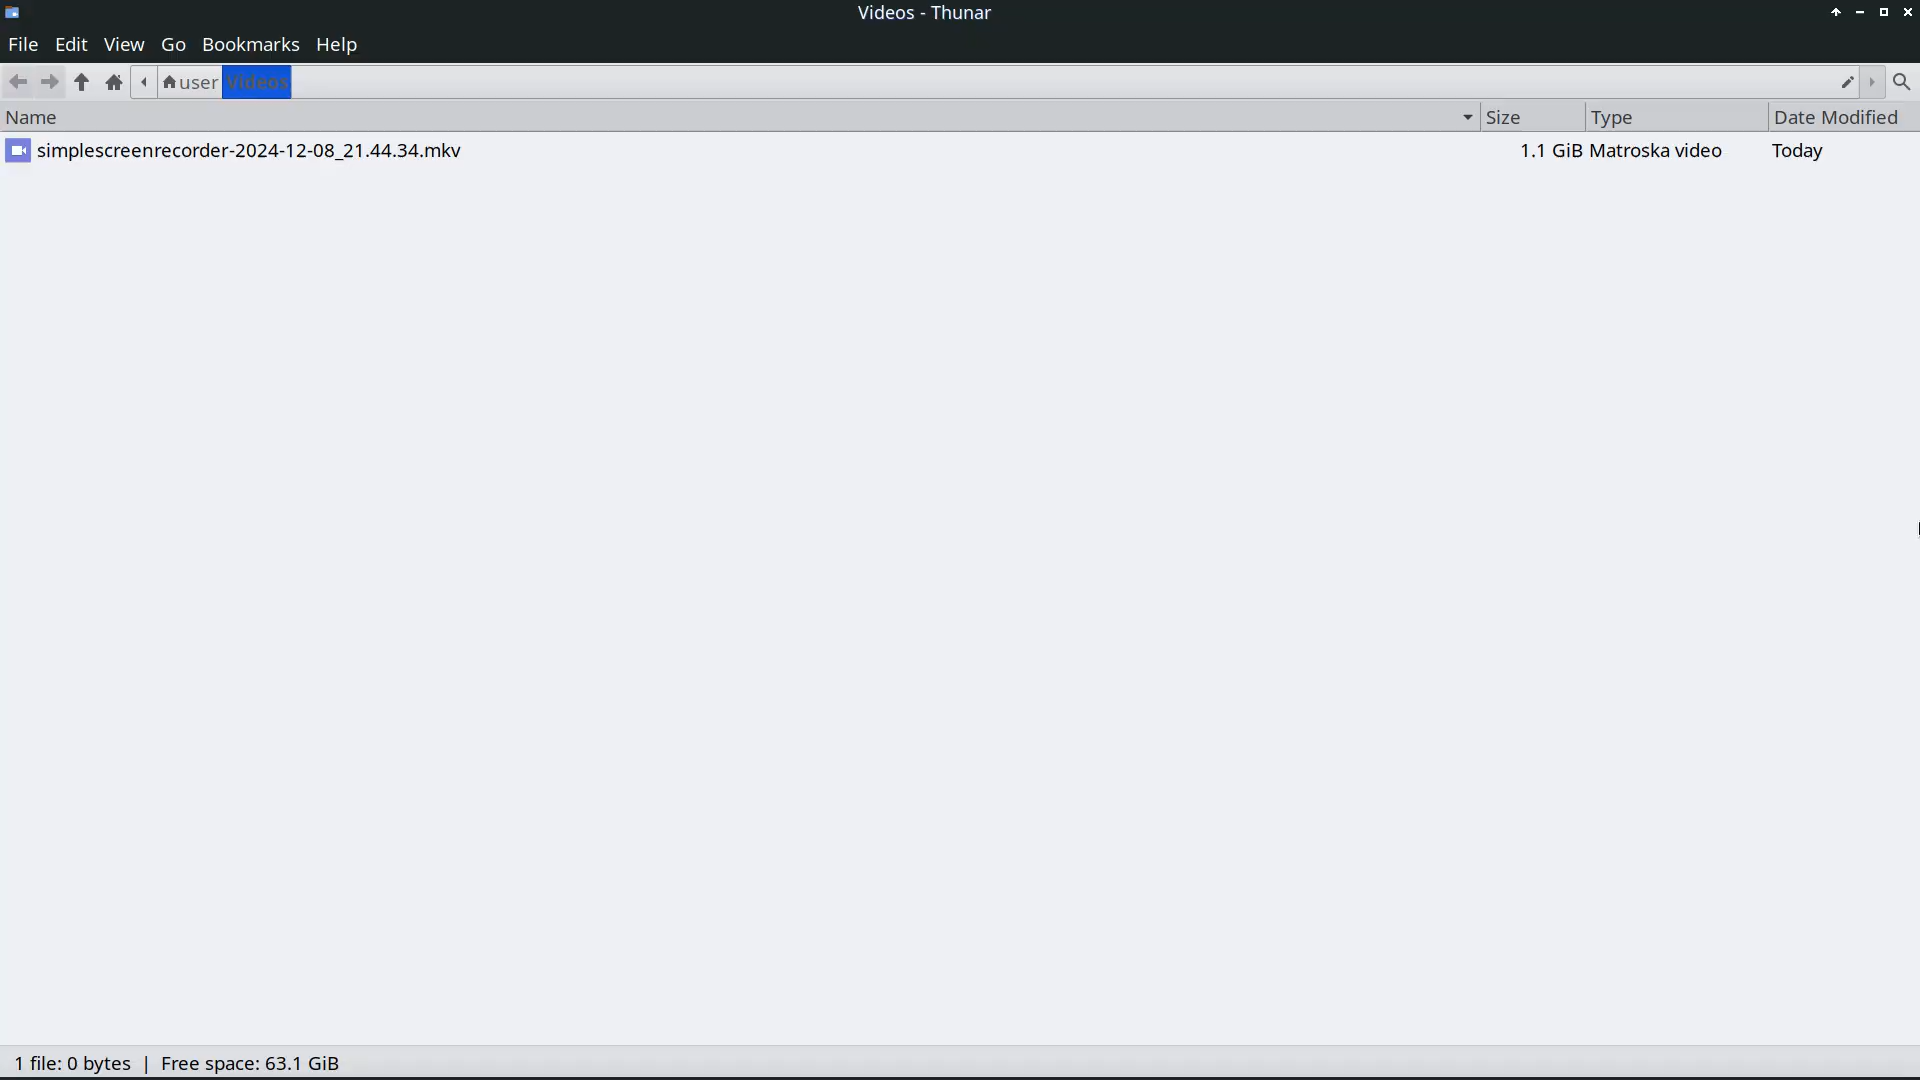 Videos - Thunar
File Edit View Go Bookmarks Help
user Videos
Name Size Type Date Modified
simplescreenrecorder-2024-12-08_21.44.34.mkv 1.1 GiB Matroska video Today
1 file: 0 bytes | Free space: 63.1 GiB